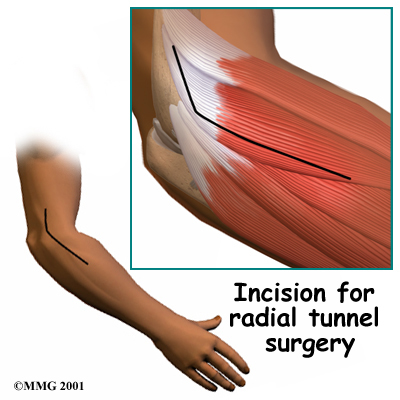 Incision for
radial tunnel
surgery
©MMG 2001